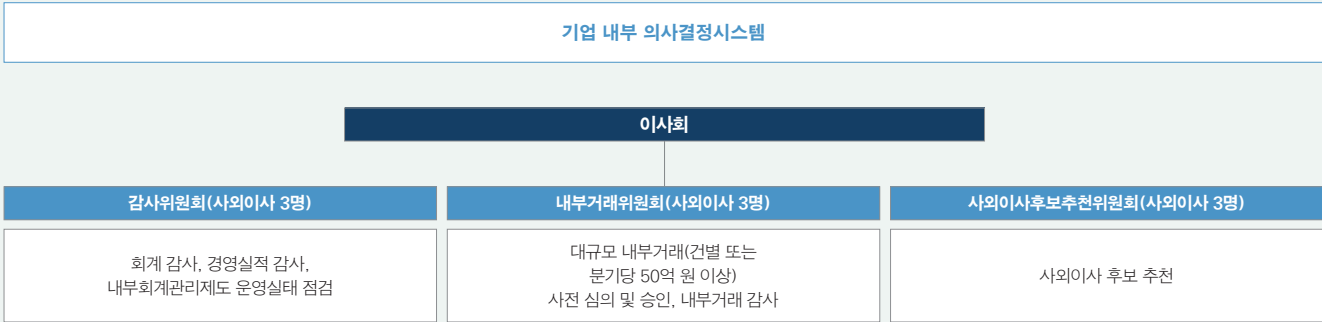 기업 내부 의사결정시스템
이사회
감사위원회(사외이사 3명)
회계 감사, 경영실적 감사,
내부회계관리제도 운영실태 점검
내부거래위원회(사외이사 3명)
대규모 내부거래(건별 또는
분기당 50억 원 이상)
사전 심의 및 승인, 내부거래 감사
사외이사후보추천위원회(사외이사 3명)
사외이사 후보 추천